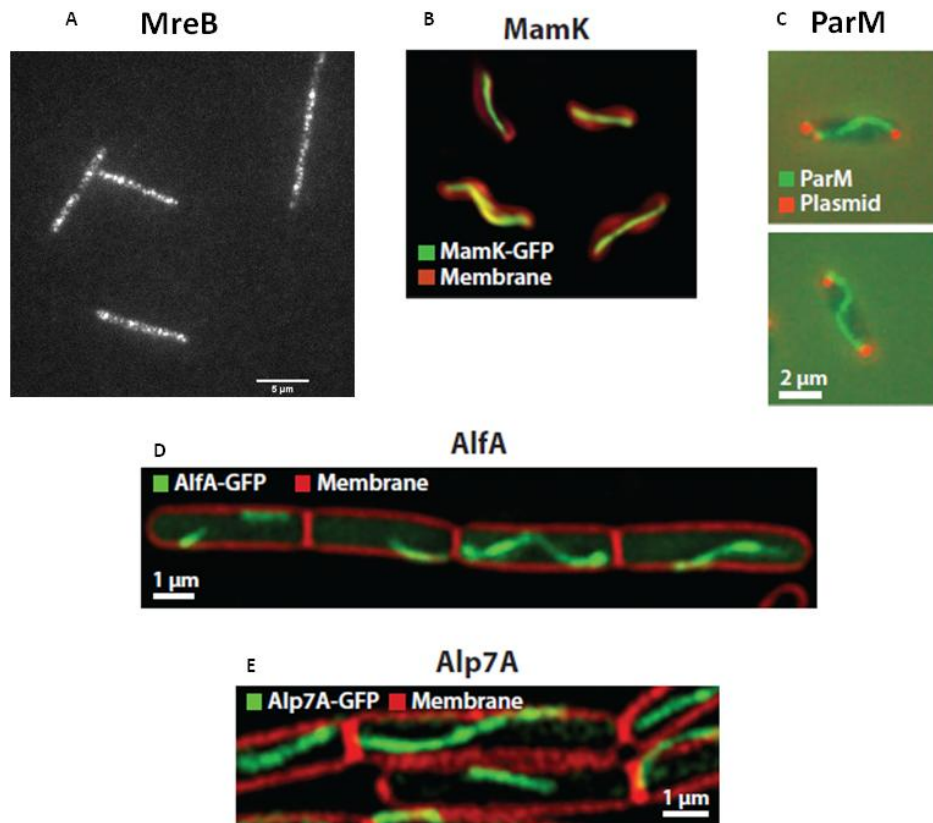 A MreB
5 µm
B
MamK
MamK-GFP
Membrane
C ParM
ParM
Plasmid
2 µm
D
AlfA
AlfA-GFP Membrane
1 µm
E Alp7A
Alp7A-GFP Membrane
1 µm